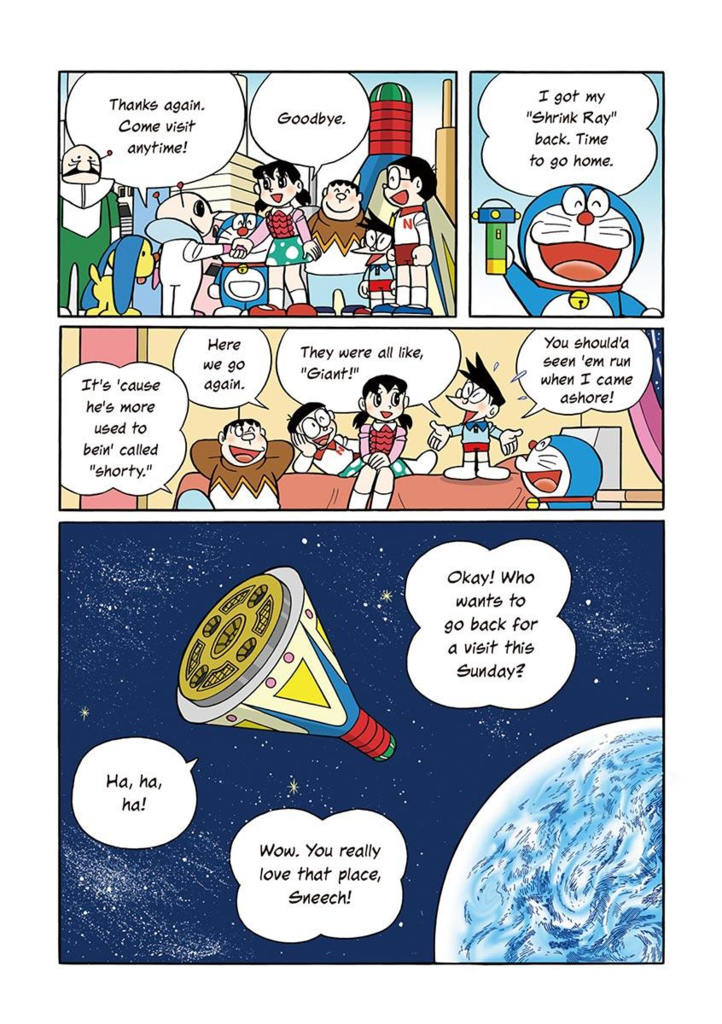 Thanks again.
Come visit
anytime!
Goodbye.
N
I got my
"Shrink Ray"
back. Time
to go home.
It's 'cause
he's more
used to
bein' called
"shorty."
Here
we go
again.
They were all like,
"Giant!"
You should'a
seen 'em run
when I came
ashore!
Okay! Who
wants to
go back for
a visit this
Sunday?
Ha, ha,
ha!
Wow. You really
love that place,
Sneech!